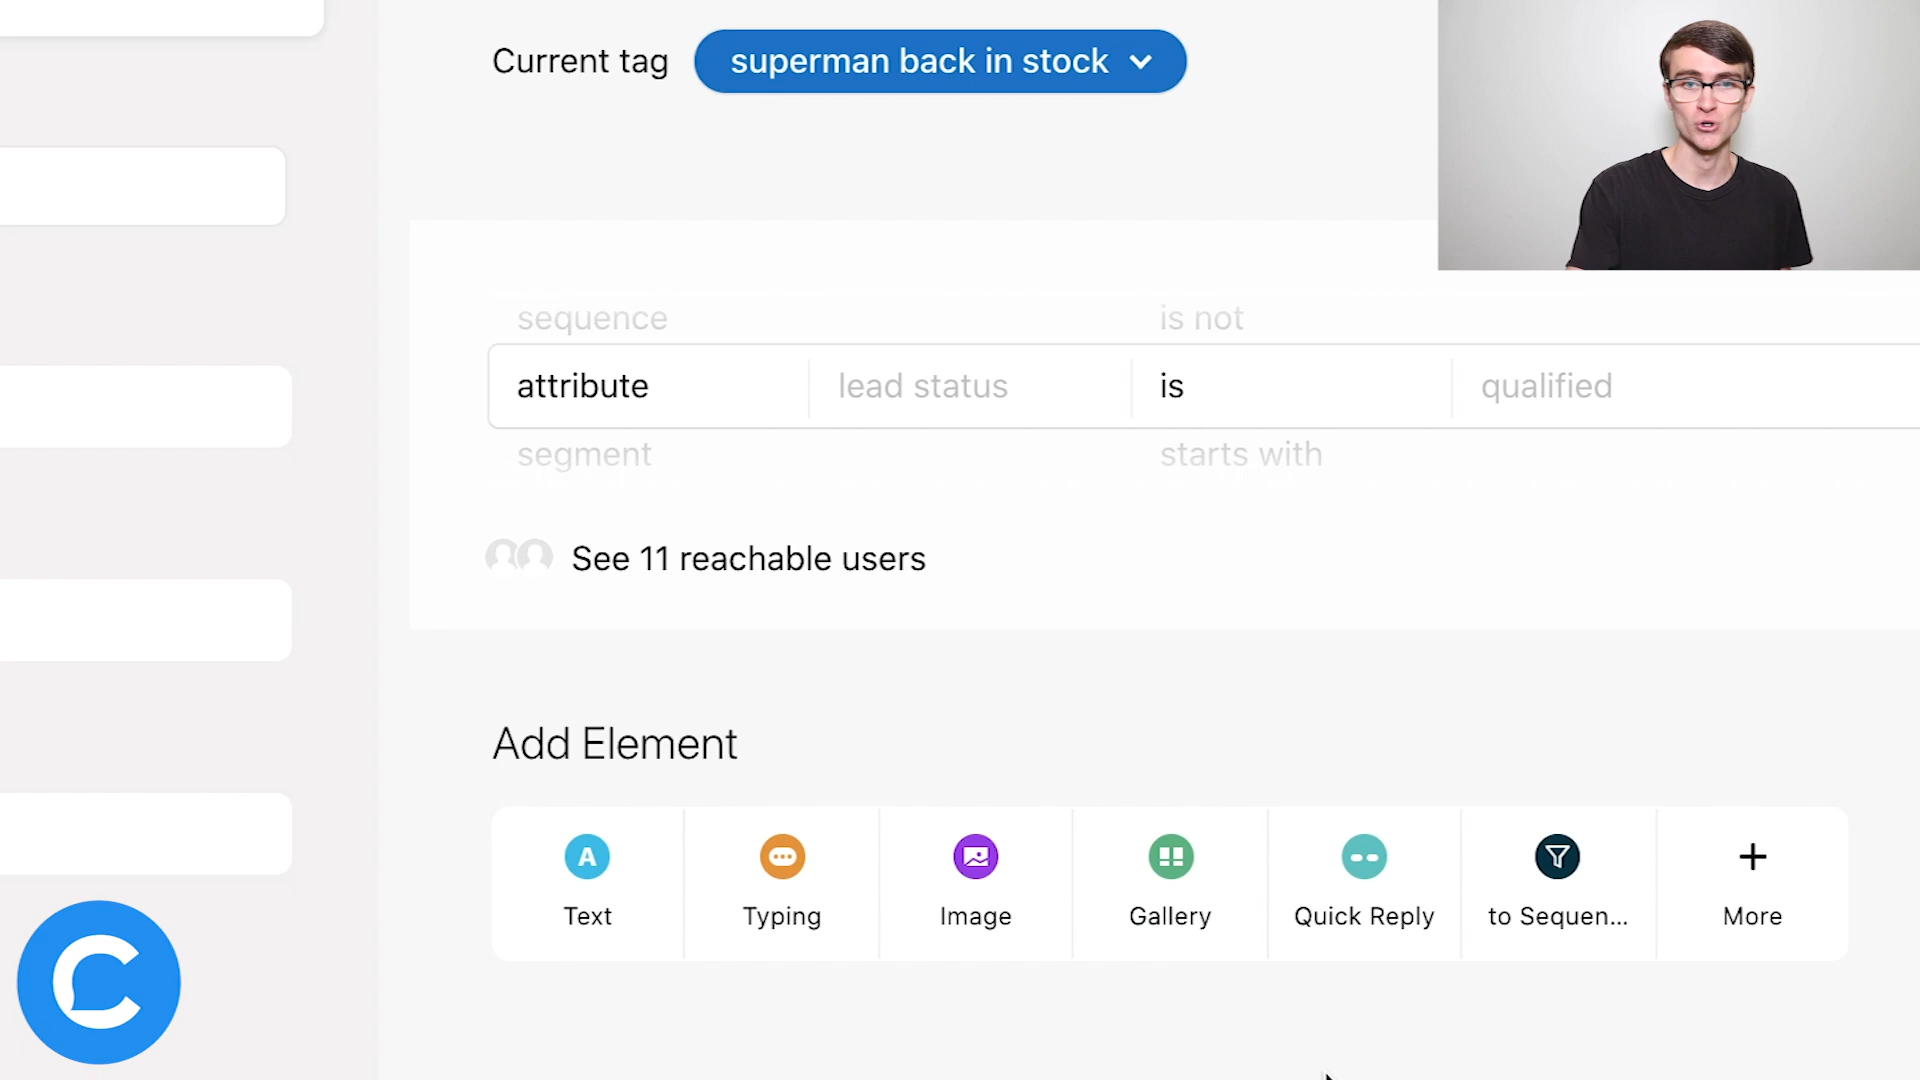 Current tag superman back in stock
sequence is not
attribute lead status is qualified
segment starts with
See 11 reachable users
Add Element
A
Text Typing Image Gallery Quick Reply to Sequen... More